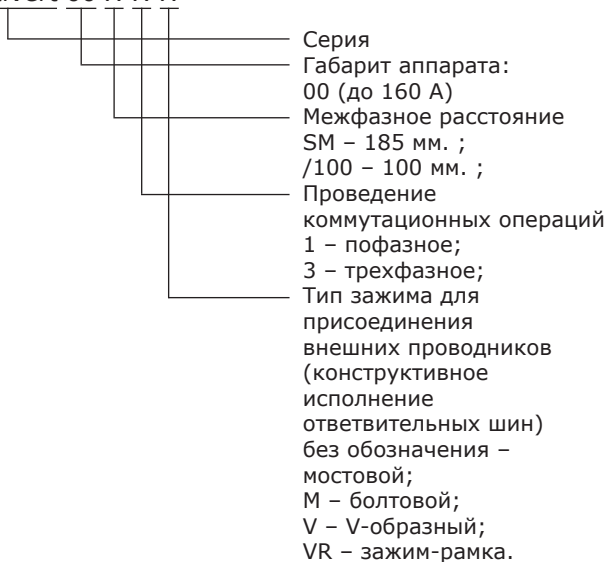 00
Серия
Габарит аппарата:
00 (до 160 А)
Межфазное расстояние
SM – 185 мм. ;
/100 – 100 мм. ;
Проведение
коммутационных операций
1 – пофазное;
3 – трехфазное;
Тип зажима для
присоединения
внешних проводников
(конструктивное
исполнение
ответвительных шин)
без обозначения –
мостовой;
М – болтовой;
V – V-образный;
VR – зажим-рамка.